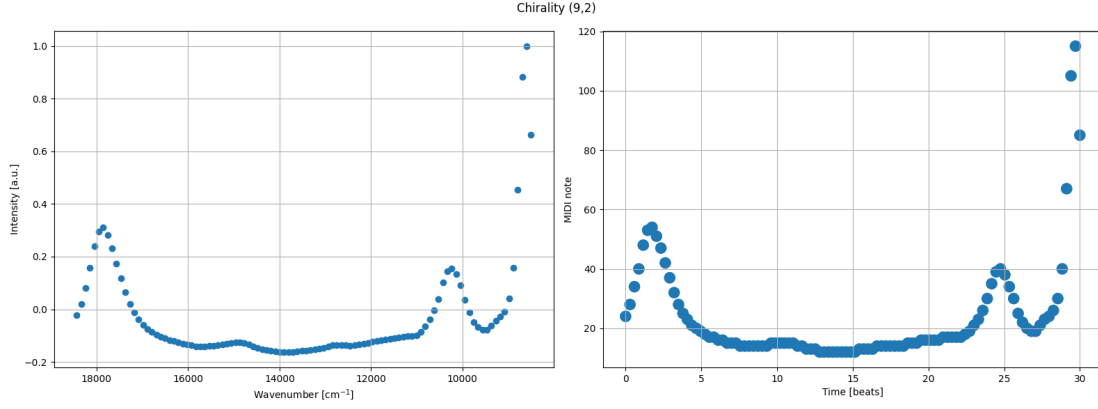 Chirality (9,2)
1.0
0.8
0.6
0.4
0.2
0.0
−0.2
Intensity [a.u.]
18000 16000 14000 12000 10000
Wavenumber [cm⁻¹]
120
100
80
60
40
20
MIDI note
0 5 10 15 20 25 30
Time [beats]